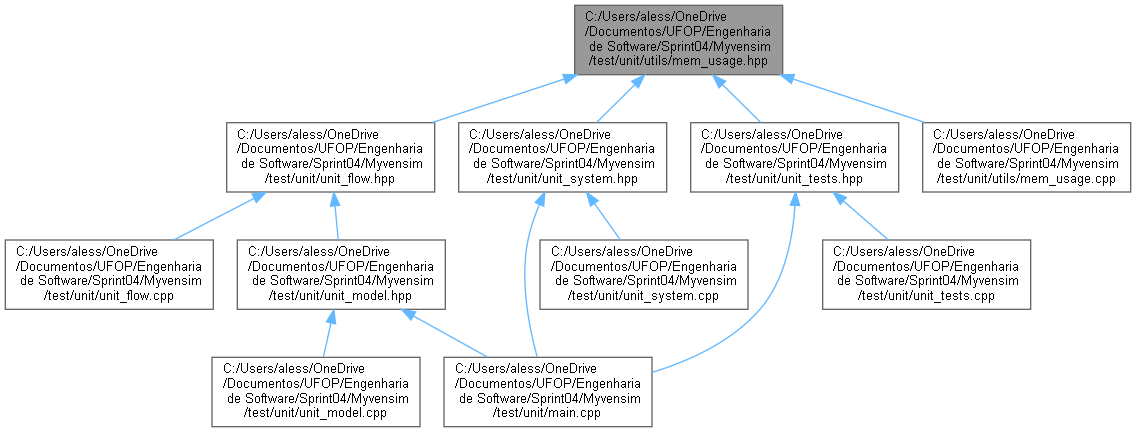 C:/Users/aless/OneDrive
/Documentos/UFOP/Engenharia
de Software/Sprint04/Myvensim
/test/unit/utils/mem_usage.hpp
C:/Users/aless/OneDrive
/Documentos/UFOP/Engenharia
de Software/Sprint04/Myvensim
/test/unit/unit_flow.hpp
C:/Users/aless/OneDrive
/Documentos/UFOP/Engenharia
de Software/Sprint04/Myvensim
/test/unit/unit_system.hpp
C:/Users/aless/OneDrive
/Documentos/UFOP/Engenharia
de Software/Sprint04/Myvensim
/test/unit/unit_tests.hpp
C:/Users/aless/OneDrive
/Documentos/UFOP/Engenharia
de Software/Sprint04/Myvensim
/test/unit/utils/mem_usage.cpp
C:/Users/aless/OneDrive
/Documentos/UFOP/Engenharia
de Software/Sprint04/Myvensim
/test/unit/unit_flow.cpp
C:/Users/aless/OneDrive
/Documentos/UFOP/Engenharia
de Software/Sprint04/Myvensim
/test/unit/unit_model.hpp
C:/Users/aless/OneDrive
/Documentos/UFOP/Engenharia
de Software/Sprint04/Myvensim
/test/unit/unit_system.cpp
C:/Users/aless/OneDrive
/Documentos/UFOP/Engenharia
de Software/Sprint04/Myvensim
/test/unit/unit_tests.cpp
C:/Users/aless/OneDrive
/Documentos/UFOP/Engenharia
de Software/Sprint04/Myvensim
/test/unit/unit_model.cpp
C:/Users/aless/OneDrive
/Documentos/UFOP/Engenharia
de Software/Sprint04/Myvensim
/test/unit/main.cpp